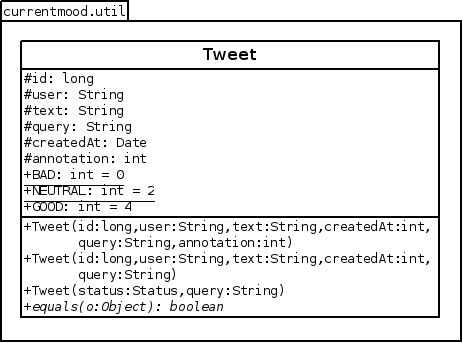 currentmood.util
Tweet
#id: long
#user: String
#text: String
#query: String
#createdAt: Date
#annotation: int
+BAD: int = 0
+NEUTRAL: int = 2
+GOOD: int = 4
+Tweet(id:long,user:String,text:String,createdAt:int,
query:String,annotation:int)
+Tweet(id:long,user:String,text:String,createdAt:int,
query:String)
+Tweet(status:Status,query:String)
+equals(o:Object): boolean